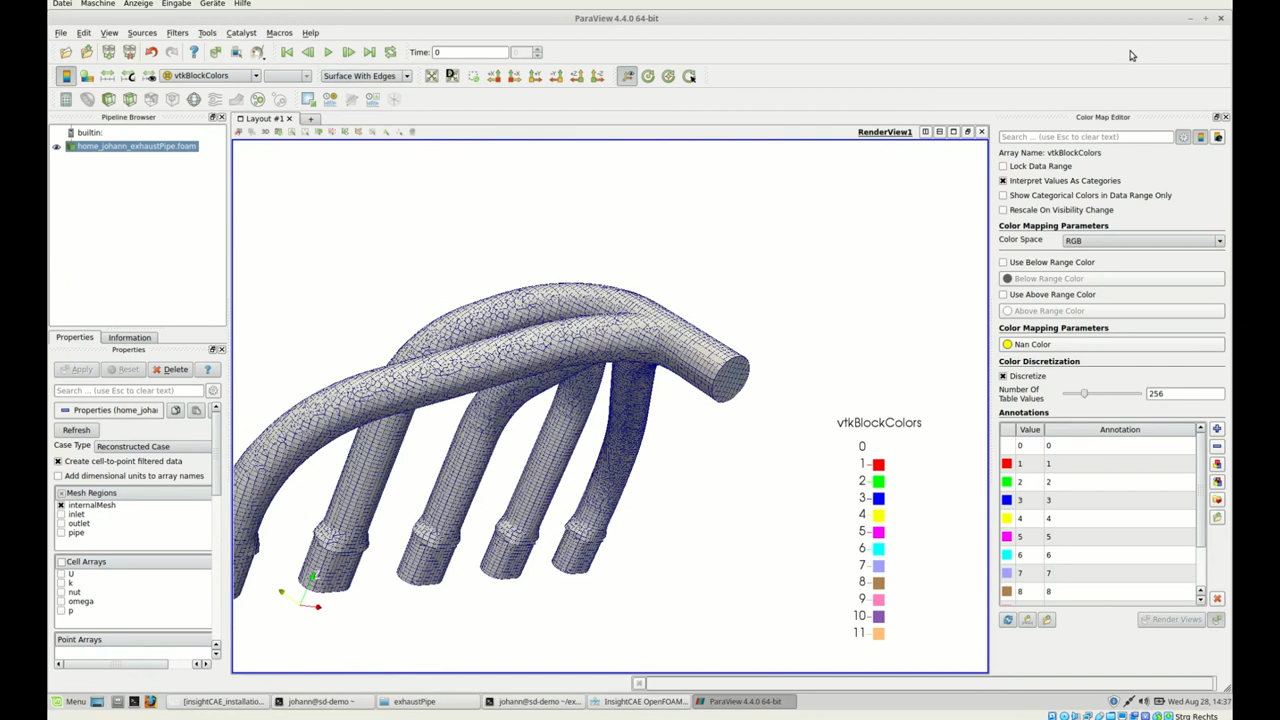 Datei Maschine Anzeige Eingabe Geräte Hilfe
ParaView 4.4.0 64-bit
File Edit View Sources Filters Tools Catalyst Macros Help
Time: 0
0
vtkBlockColors
Surface With Edges
Pipeline Browser
Layout #1
Color Map Editor
builtin:
home_johann_exhaustPipe.foam
3D
RenderView1
Search ... (use Esc to clear text)
Array Name: vtkBlockColors
Lock Data Range
Interpret Values As Categories
Show Categorical Colors in Data Range Only
Rescale On Visibility Change
Color Mapping Parameters
Color Space RGB
Use Below Range Color
Below Range Color
Use Above Range Color
Above Range Color
Color Mapping Parameters
Nan Color
Color Discretization
Discretize
Number Of Table Values 256
Annotations
Value Annotation
0 0
1 1
2 2
3 3
4 4
5 5
6 6
7 7
8 8
Render Views
Properties Information
Properties
Apply Reset Delete ?
Search ... (use Esc to clear text)
Properties (home_joha
Refresh
Case Type Reconstructed Case
Create cell-to-point filtered data
Add dimensional units to array names
Mesh Regions
internalMesh
inlet
outlet
pipe
Cell Arrays
U
k
nut
omega
p
Point Arrays
vtkBlockColors
0
1
2
3
4
5
6
7
8
9
10
11
Menu
[insightCAE_installatio...
johann@sd-demo ~
exhaustPipe
johann@sd-demo ~/ex...
InsightCAE OpenFOAM...
ParaView 4.4.0 64-bit
Wed Aug 28, 14:37
Strg Rechts